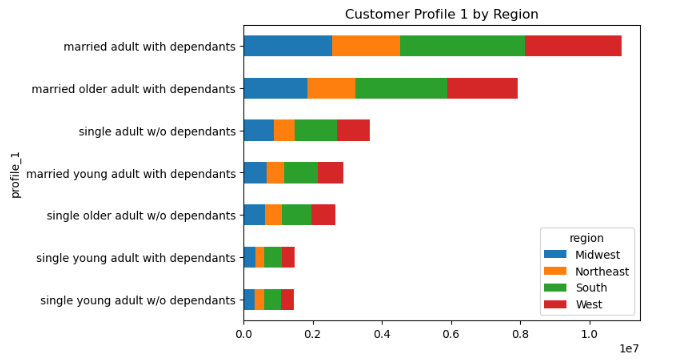 Customer Profile 1 by Region
profile_1
married adult with dependants
married older adult with dependants
single adult w/o dependants
married young adult with dependants
single older adult w/o dependants
single young adult with dependants
single young adult w/o dependants
region
Midwest
Northeast
South
West
0.0 0.2 0.4 0.6 0.8 1.0
1e7